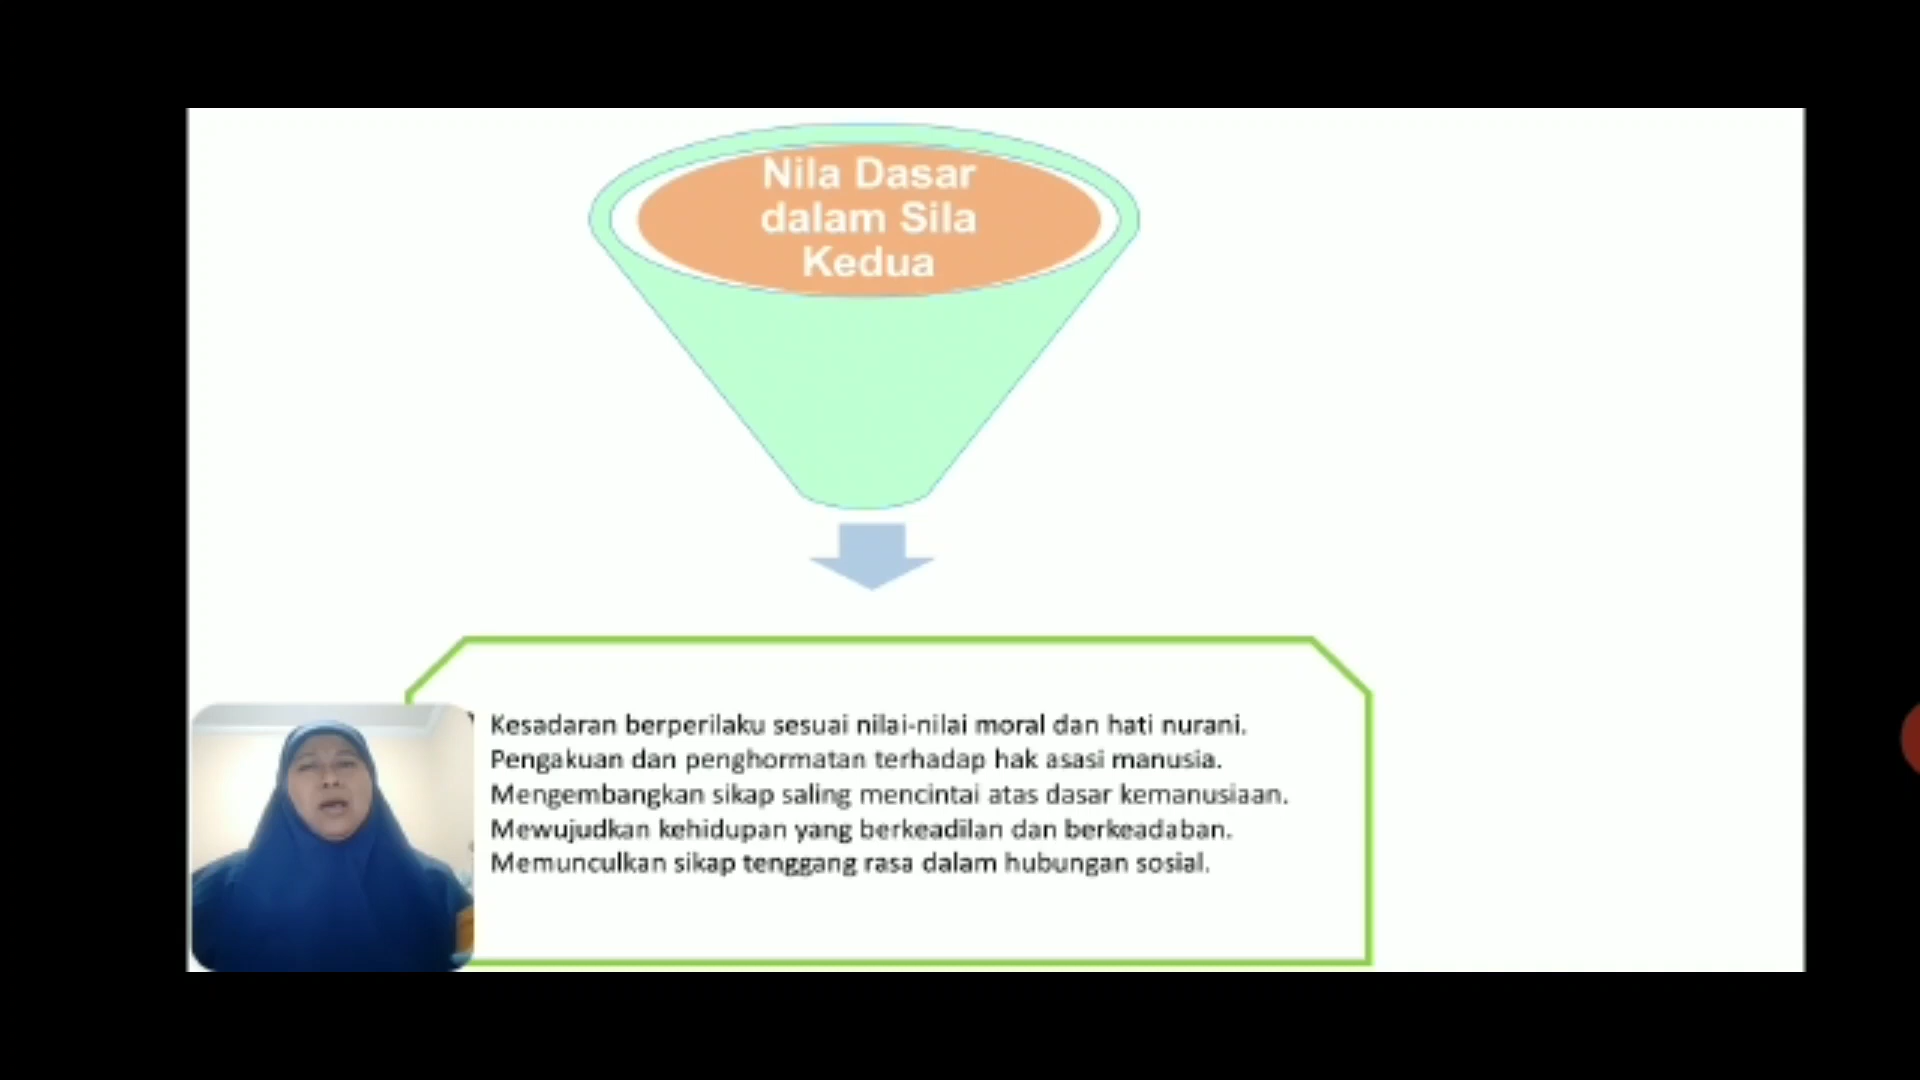 Nila Dasar
dalam Sila
Kedua
Kesadaran berperilaku sesuai nilai-nilai moral dan hati nurani.
Pengakuan dan penghormatan terhadap hak asasi manusia.
Mengembangkan sikap saling mencintai atas dasar kemanusiaan.
Mewujudkan kehidupan yang berkeadilan dan berkeadaban.
Memunculkan sikap tenggang rasa dalam hubungan sosial.